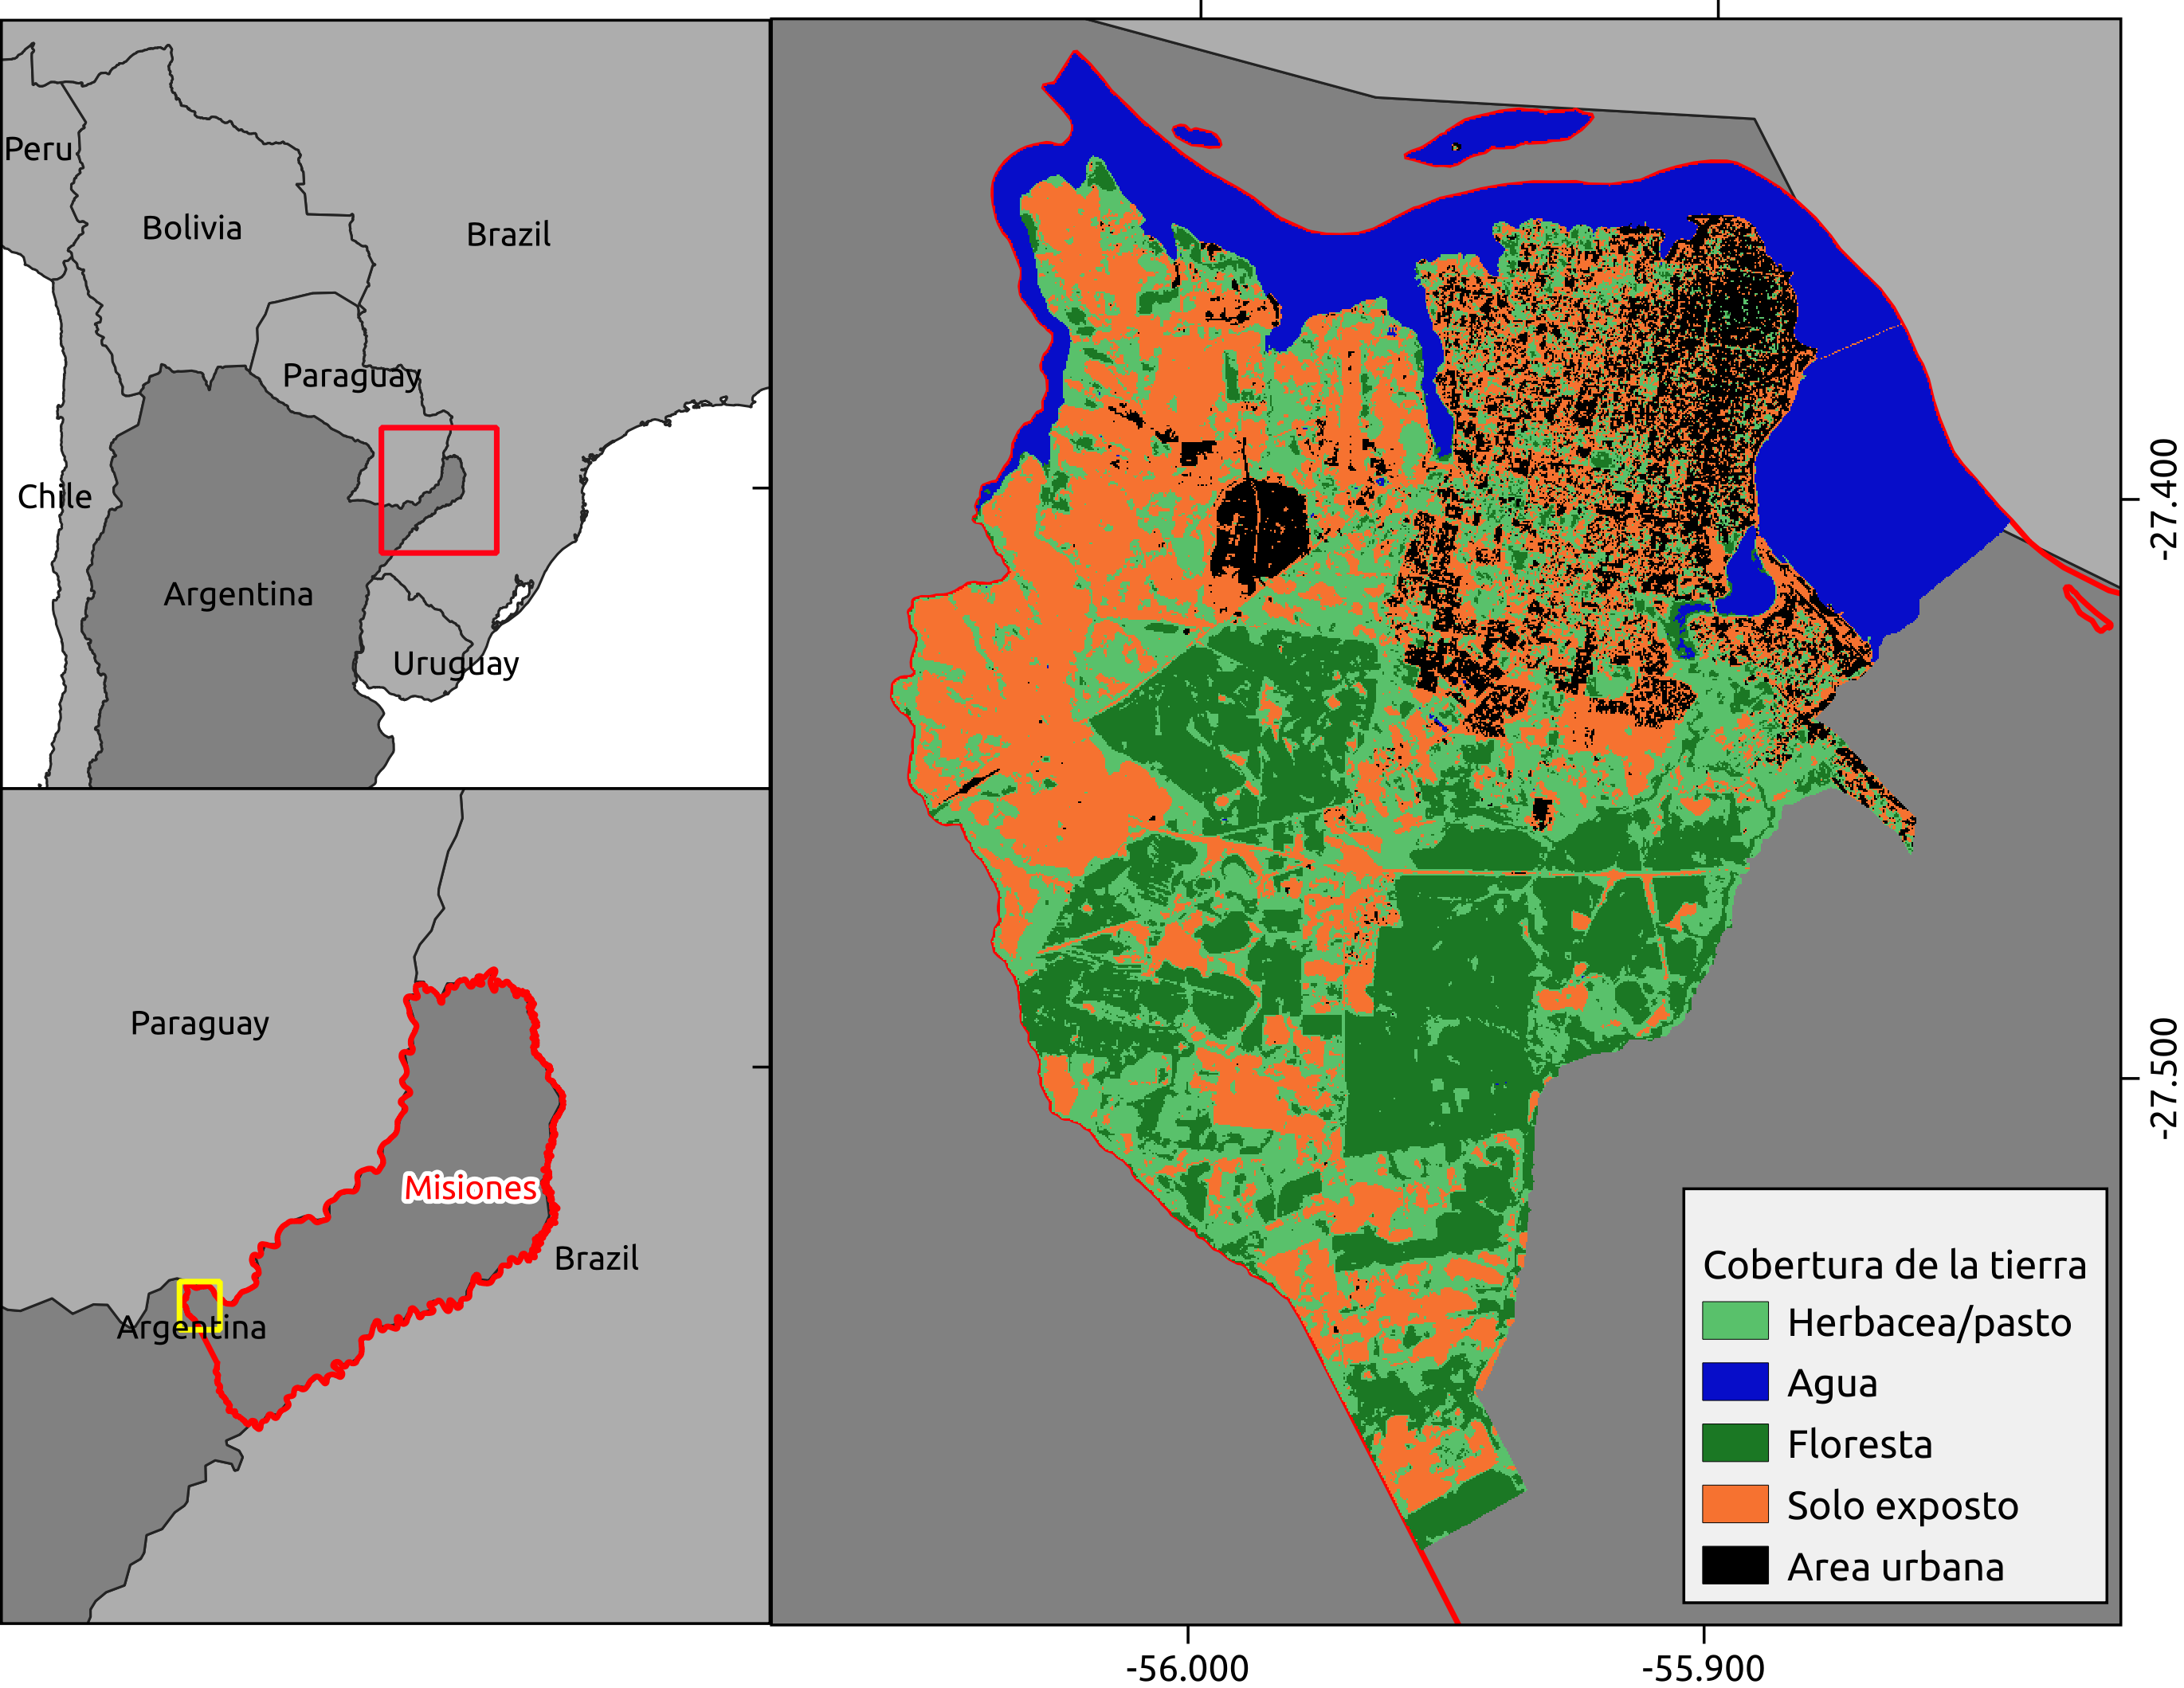 Peru
Bolivia
Brazil
Paraguay
Chile
Argentina
Uruguay
Paraguay
Misiones
Brazil
Argentina
-27.400
-27.500
Cobertura de la tierra
Herbacea/pasto
Agua
Floresta
Solo exposto
Area urbana
-56.000
-55.900